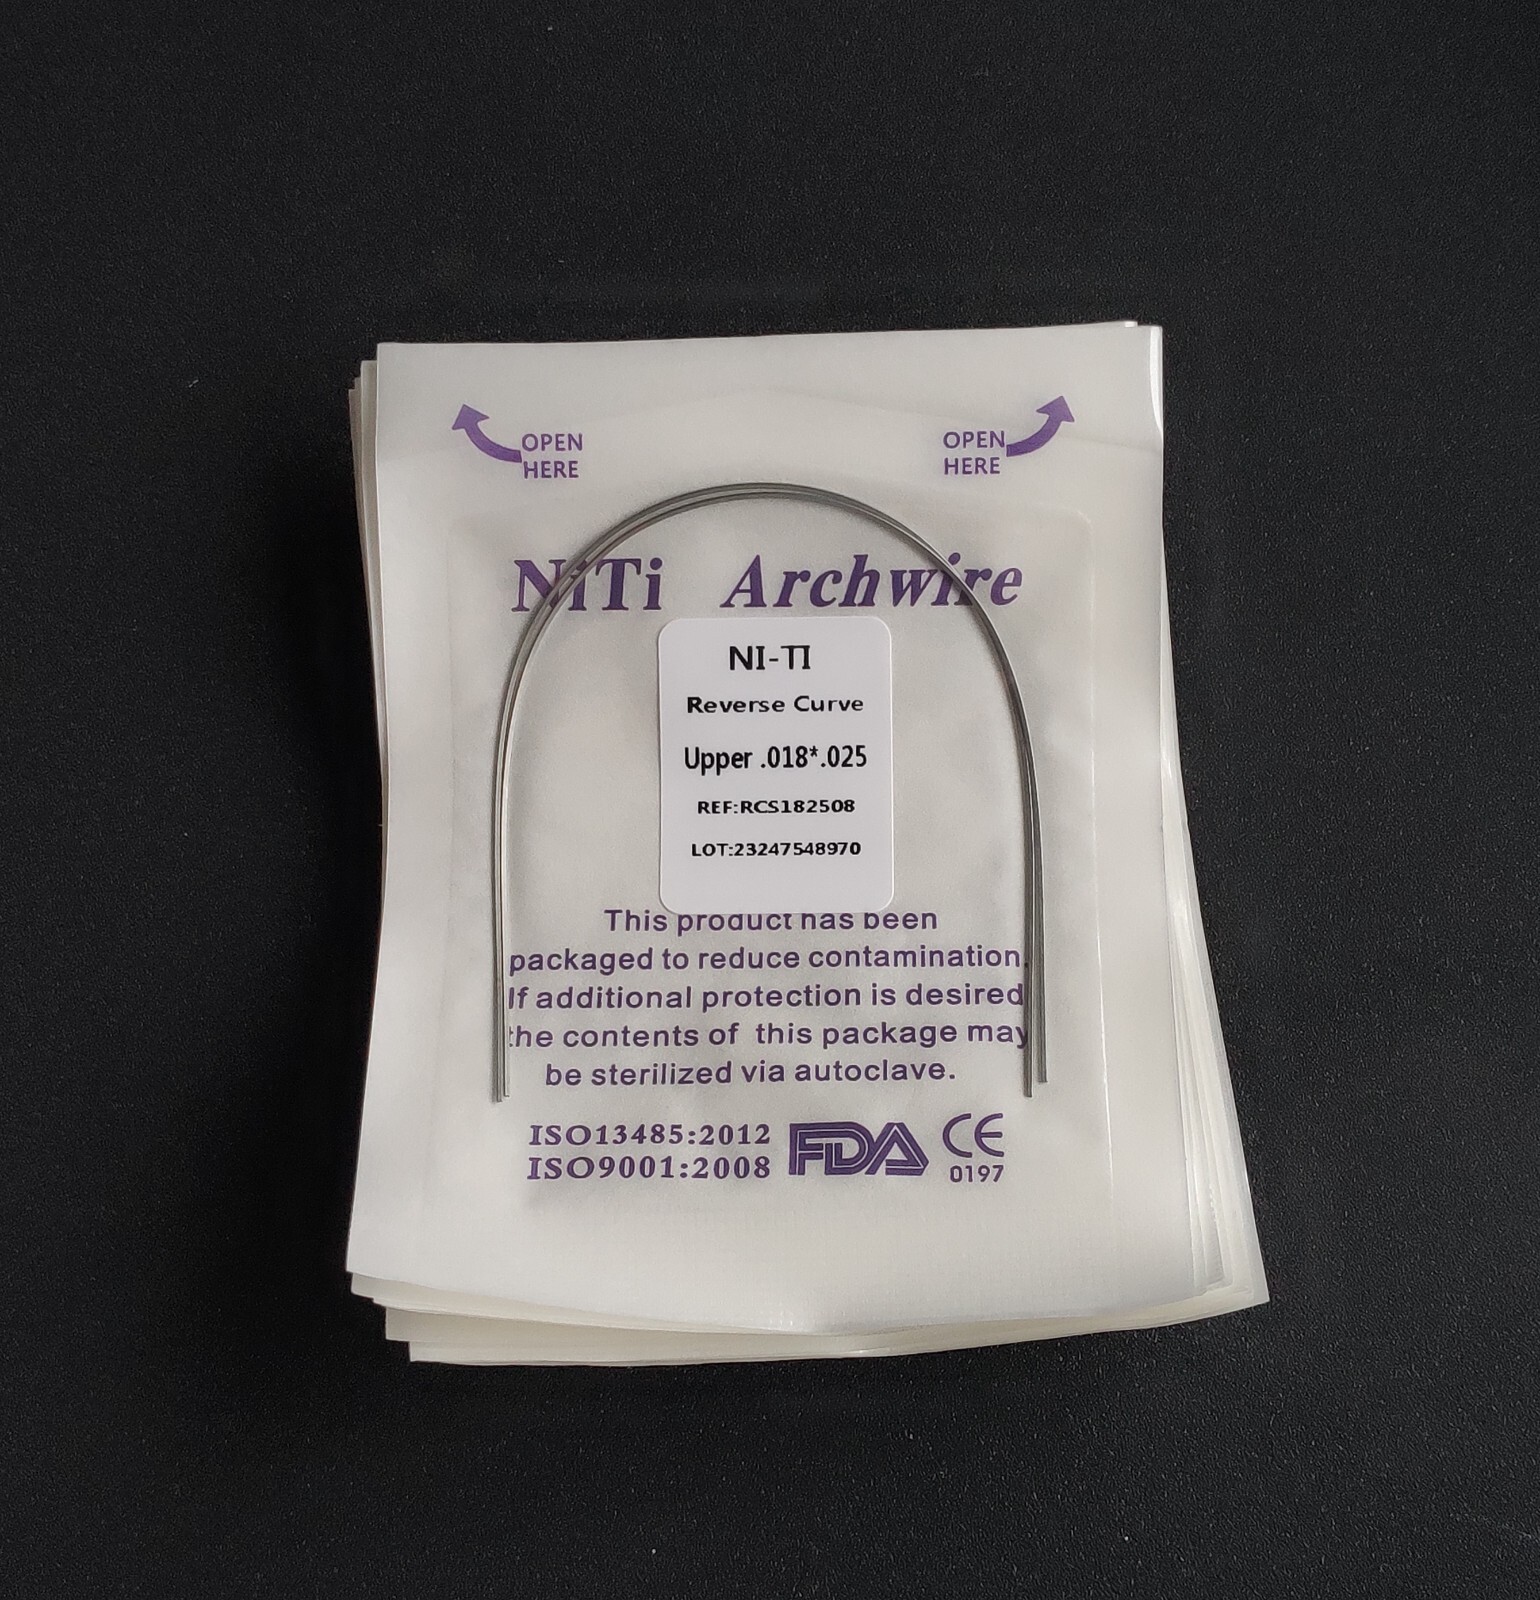 OPEN
HERE
OPEN
HERE
NiTi Archwire
NI-TI
Reverse Curve
Upper .018*.025
REF:RCS182508
LOT:23247548970
This product has been
packaged to reduce contamination.
If additional protection is desired
the contents of this package may
be sterilized via autoclave.
ISO13485:2012
ISO9001:2008
FDA
CE
0197